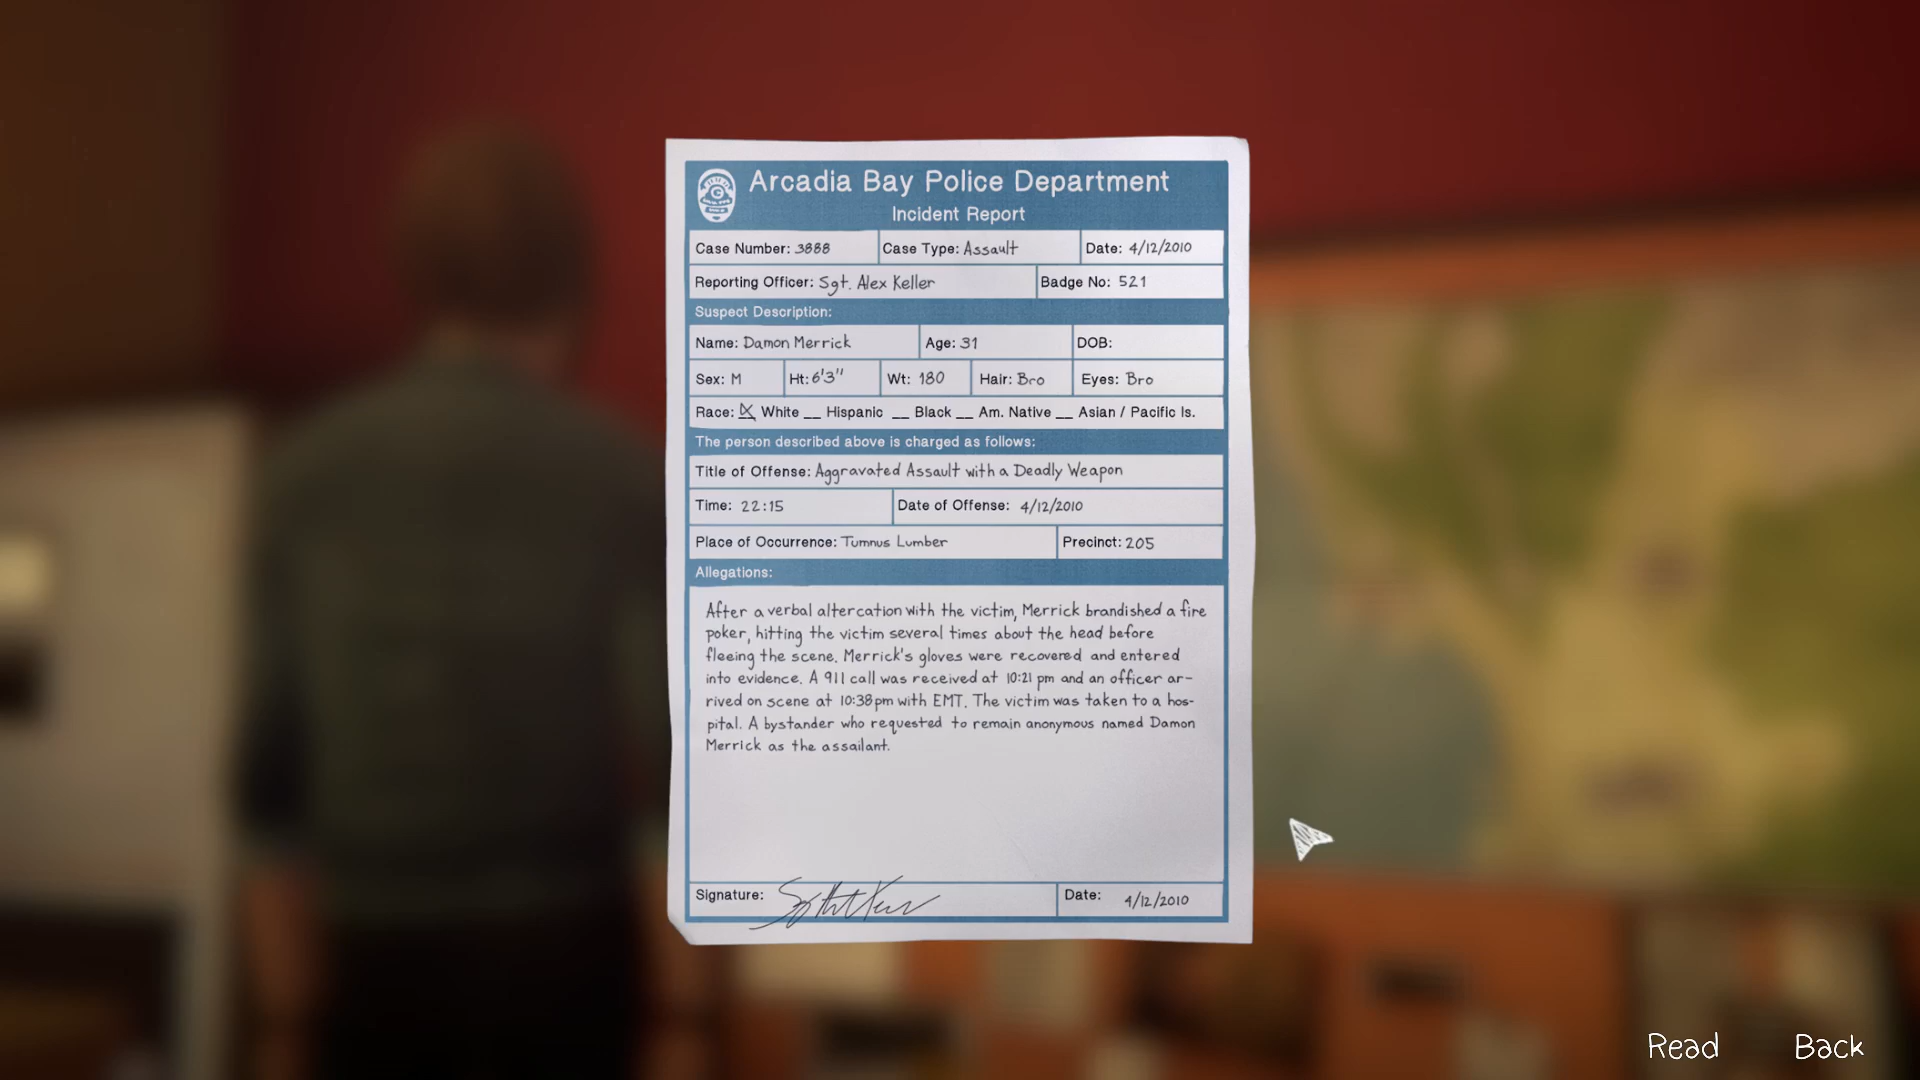 Arcadia Bay Police Department
Incident Report
Case Number: 3888 Case Type: Assault Date: 4/12/2010
Reporting Officer: Sgt. Alex Keller Badge No: 521
Suspect Description:
Name: Damon Merrick Age: 31 DOB:
Sex: M Ht: 6'3" Wt: 180 Hair: Bro Eyes: Bro
Race: X White __ Hispanic __ Black __ Am. Native __ Asian / Pacific Is.
The person described above is charged as follows:
Title of Offense: Aggravated Assault with a Deadly Weapon
Time: 22:15 Date of Offense: 4/12/2010
Place of Occurrence: Tumnus Lumber Precinct: 205
Allegations:
After a verbal altercation with the victim, Merrick brandished a fire
poker, hitting the victim several times about the head before
fleeing the scene. Merrick's gloves were recovered and entered
into evidence. A 911 call was received at 10:21 pm and an officer ar-
rived on scene at 10:38pm with EMT. The victim was taken to a hos-
pital. A bystander who requested to remain anonymous named Damon
Merrick as the assailant.
Signature: Date: 4/12/2010
Read Back